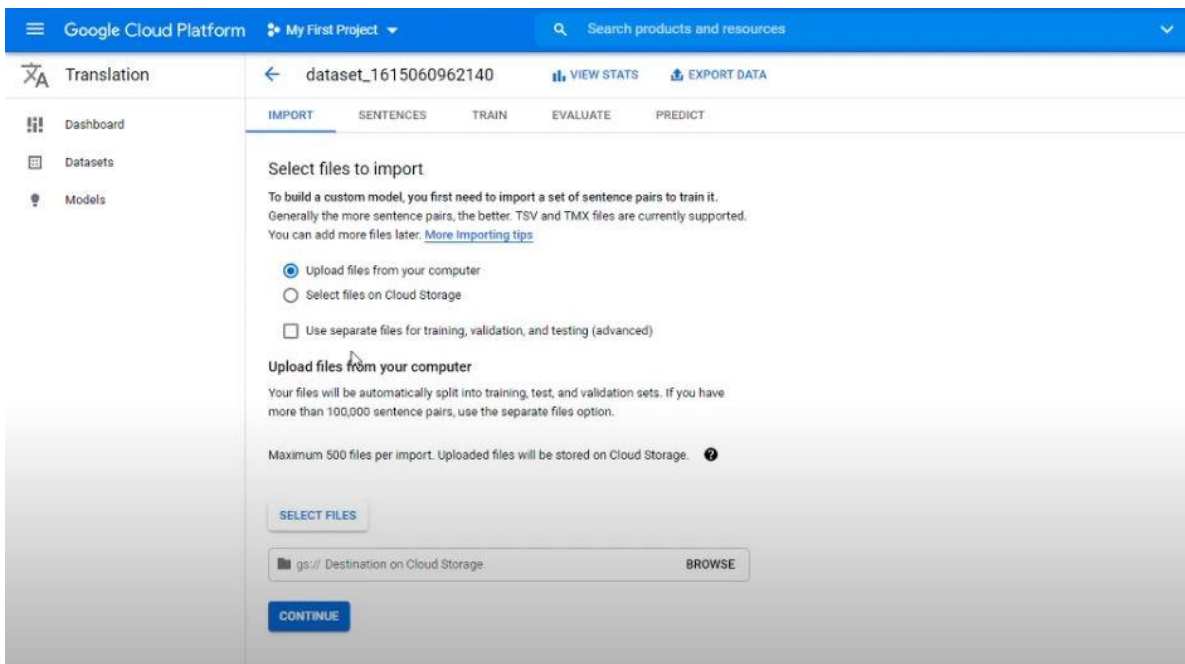 Google Cloud Platform
My First Project
Search products and resources
Translation
dataset_1615060962140
VIEW STATS
EXPORT DATA
Dashboard
Datasets
Models
IMPORT
SENTENCES
TRAIN
EVALUATE
PREDICT
Select files to import
To build a custom model, you first need to import a set of sentence pairs to train it.
Generally the more sentence pairs, the better. TSV and TMX files are currently supported.
You can add more files later. More Importing tips
Upload files from your computer
Select files on Cloud Storage
Use separate files for training, validation, and testing (advanced)
Upload files from your computer
Your files will be automatically split into training, test, and validation sets. If you have
more than 100,000 sentence pairs, use the separate files option.
Maximum 500 files per import. Uploaded files will be stored on Cloud Storage.
SELECT FILES
gs:// Destination on Cloud Storage
BROWSE
CONTINUE